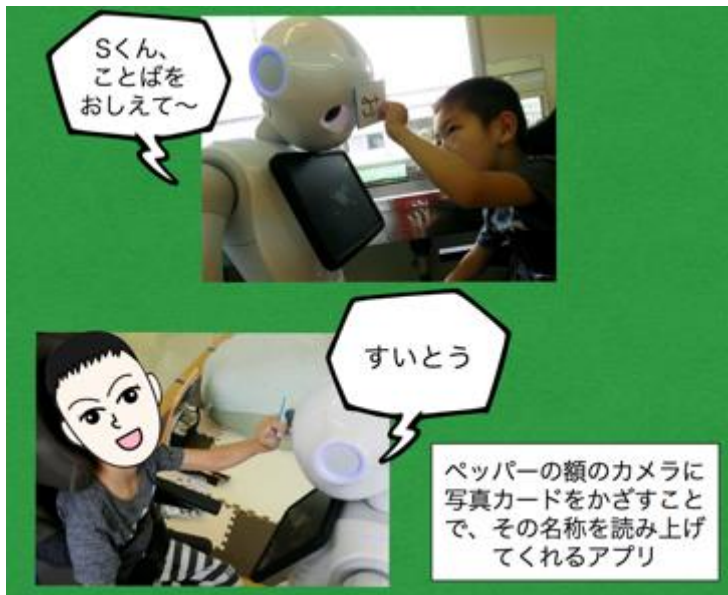 Sくん、
ことばを
おしえて〜
すいとう
ペッパーの額のカメラに
写真カードをかざすこと
で、その名称を読み上げ
てくれるアプリ